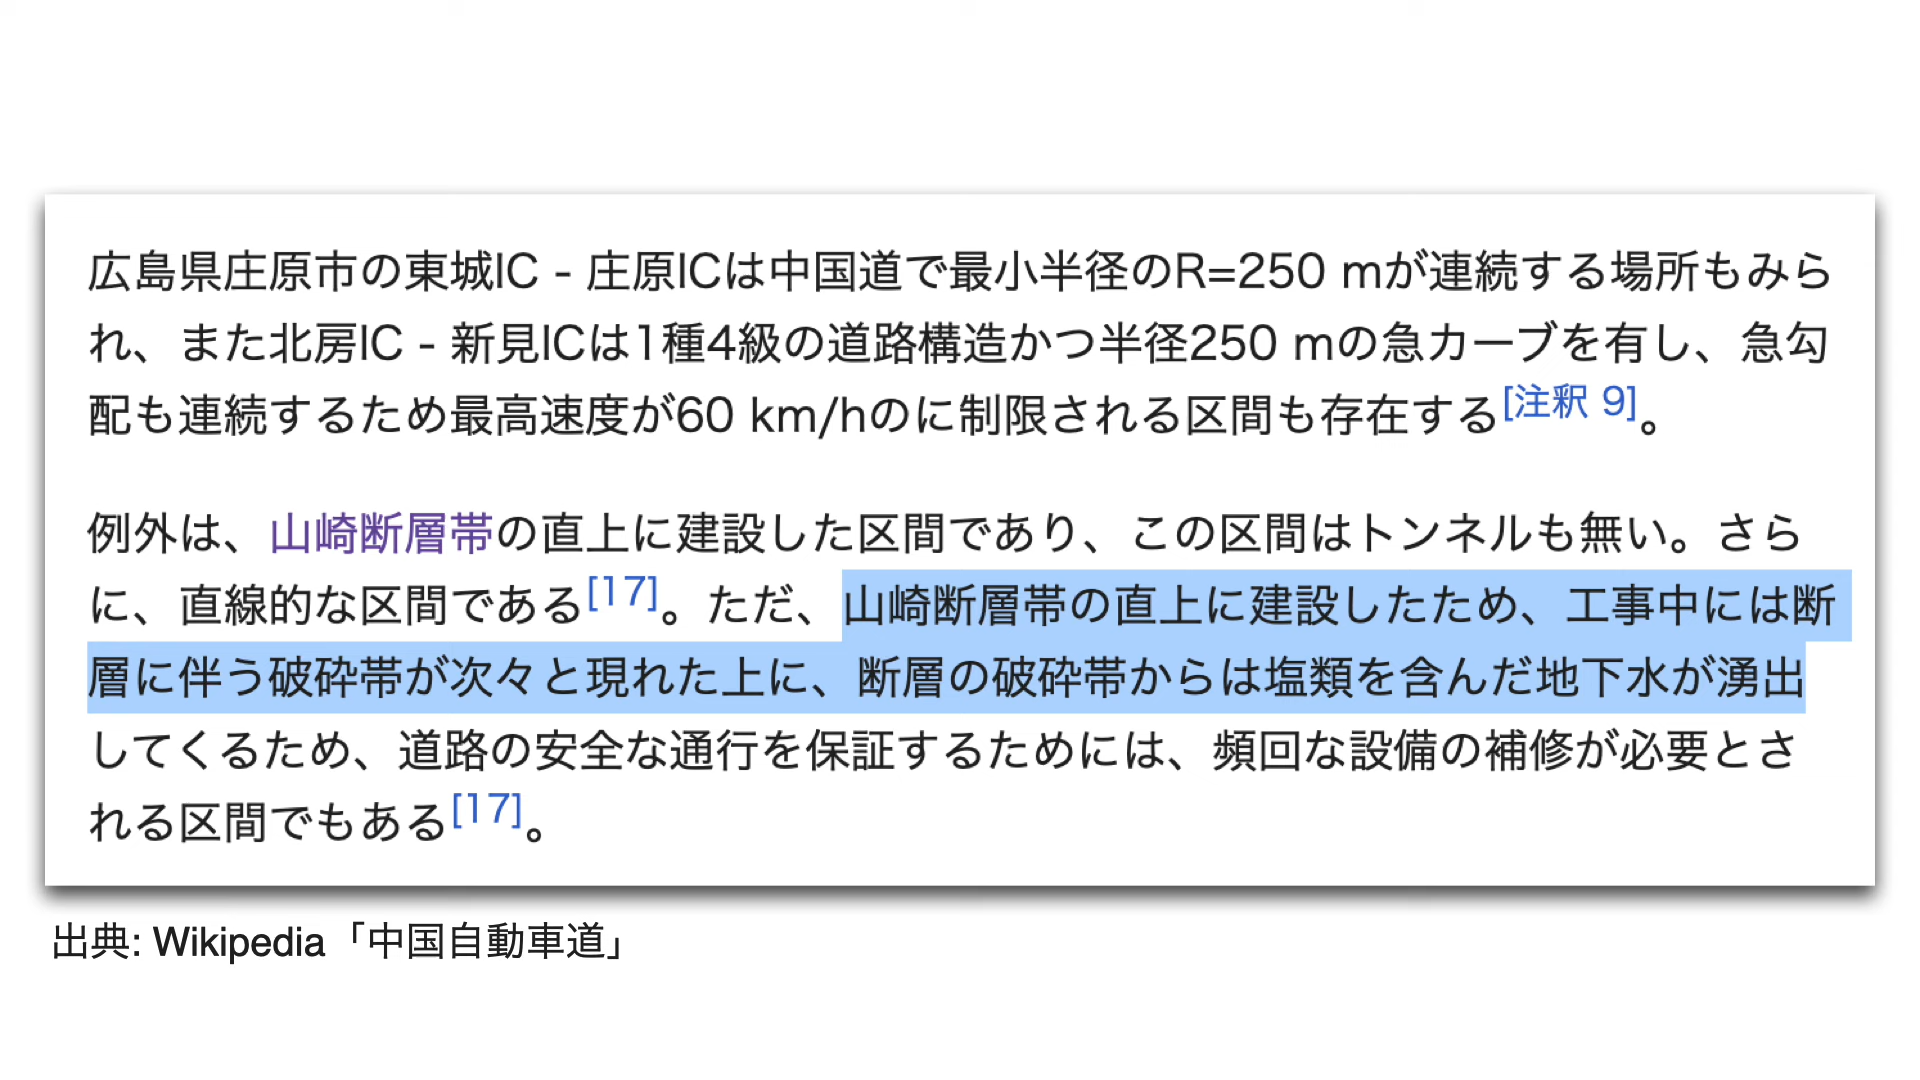 広島県庄原市の東城IC - 庄原ICは中国道で最小半径のR=250 mが連続する場所もみら
れ、また北房IC - 新見ICは1種4級の道路構造かつ半径250 mの急カーブを有し、急勾
配も連続するため最高速度が60 km/hのに制限される区間も存在する[注釈 9]。
例外は、山崎断層帯の直上に建設した区間であり、この区間はトンネルも無い。さら
に、直線的な区間である[17]。ただ、山崎断層帯の直上に建設したため、工事中には断
層に伴う破砕帯が次々と現れた上に、断層の破砕帯からは塩類を含んだ地下水が湧出
してくるため、道路の安全な通行を保証するためには、頻回な設備の補修が必要とさ
れる区間でもある[17]。
出典: Wikipedia「中国自動車道」